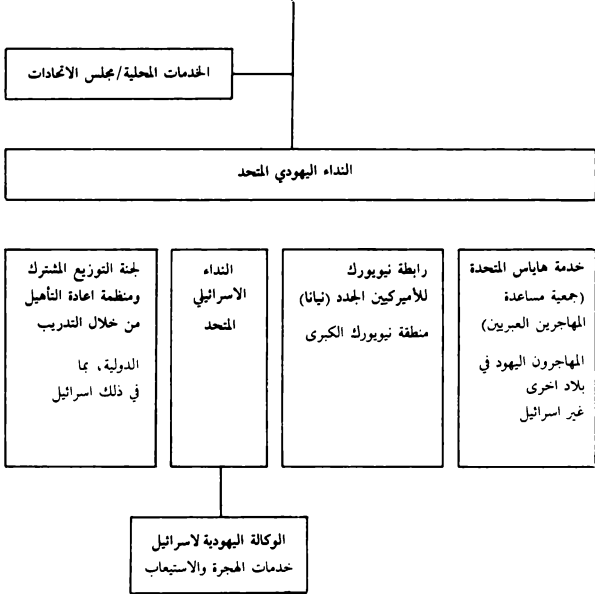 الخدمات المحلية/مجلس الاتحادات
النداء اليهودي المتحد
خدمة هاياس المتحدة
(جمعية مساعدة
المهاجرين العبريين)
المهاجرون اليهود في
بلاد اخرى
غير اسرائيل
رابطة نيويورك
للأميركيين الجدد (نيانا)
منطقة نيويورك الكبرى
النداء
الاسرائيلي
المتحد
لجنة التوزيع المشترك
ومنظمة اعادة التأهيل
من خلال التدريب
الدولية، بما
في ذلك اسرائيل
الوكالة اليهودية لاسرائيل
خدمات الهجرة والاستيعاب